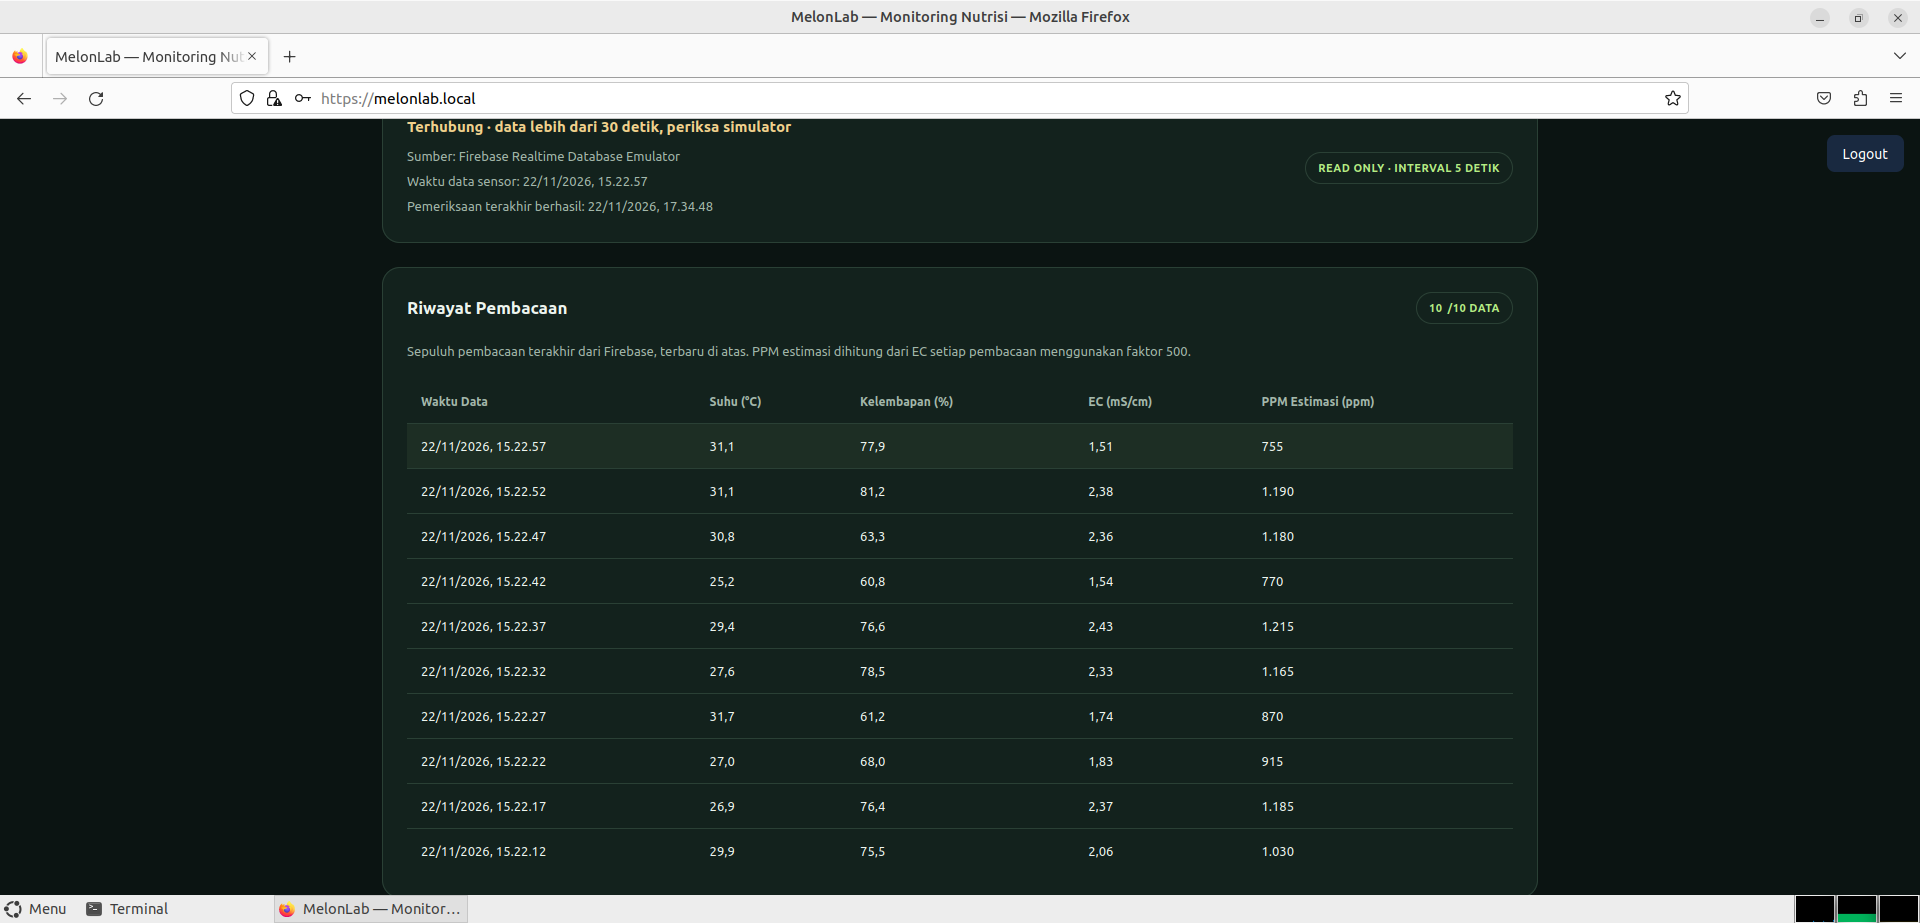 MelonLab — Monitoring Nutrisi — Mozilla Firefox
MelonLab — Monitoring Nut
https://melonlab.local
Logout
Terhubung · data lebih dari 30 detik, periksa simulator
Sumber: Firebase Realtime Database Emulator
Waktu data sensor: 22/11/2026, 15.22.57
Pemeriksaan terakhir berhasil: 22/11/2026, 17.34.48
READ ONLY · INTERVAL 5 DETIK
Riwayat Pembacaan
10 /10 DATA
Sepuluh pembacaan terakhir dari Firebase, terbaru di atas. PPM estimasi dihitung dari EC setiap pembacaan menggunakan faktor 500.
Waktu Data Suhu (°C) Kelembapan (%) EC (mS/cm) PPM Estimasi (ppm)
22/11/2026, 15.22.57 31,1 77,9 1,51 755
22/11/2026, 15.22.52 31,1 81,2 2,38 1.190
22/11/2026, 15.22.47 30,8 63,3 2,36 1.180
22/11/2026, 15.22.42 25,2 60,8 1,54 770
22/11/2026, 15.22.37 29,4 76,6 2,43 1.215
22/11/2026, 15.22.32 27,6 78,5 2,33 1.165
22/11/2026, 15.22.27 31,7 61,2 1,74 870
22/11/2026, 15.22.22 27,0 68,0 1,83 915
22/11/2026, 15.22.17 26,9 76,4 2,37 1.185
22/11/2026, 15.22.12 29,9 75,5 2,06 1.030
Menu Terminal MelonLab — Monitor…